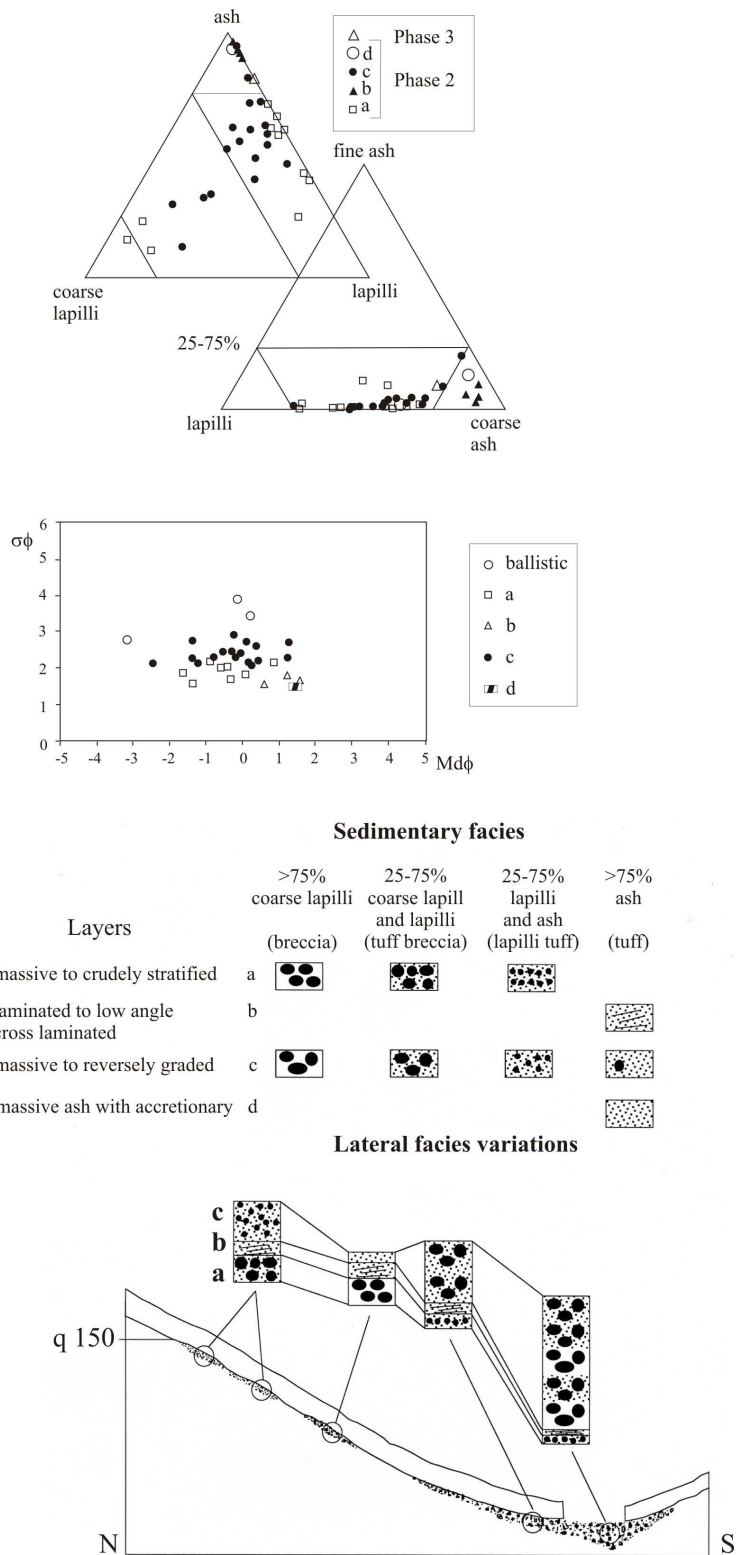 ash
Phase 3
d
c
Phase 2
b
a
fine ash
coarse
lapilli
lapilli
25-75%
lapilli
coarse
ash
σϕ
6
5
4
3
2
1
0
-5 -4 -3 -2 -1 0 1 2 3 4 5 Mdϕ
ballistic
a
b
c
d
Sedimentary facies
Layers
>75%
coarse lapilli
(breccia)
25-75%
coarse lapill
and lapilli
(tuff breccia)
25-75%
lapilli
and ash
(lapilli tuff)
>75%
ash
(tuff)
massive to crudely stratified a
aminated to low angle b
ross laminated
massive to reversely graded c
massive ash with accretionary d
Lateral facies variations
c
b
a
q 150
N
S